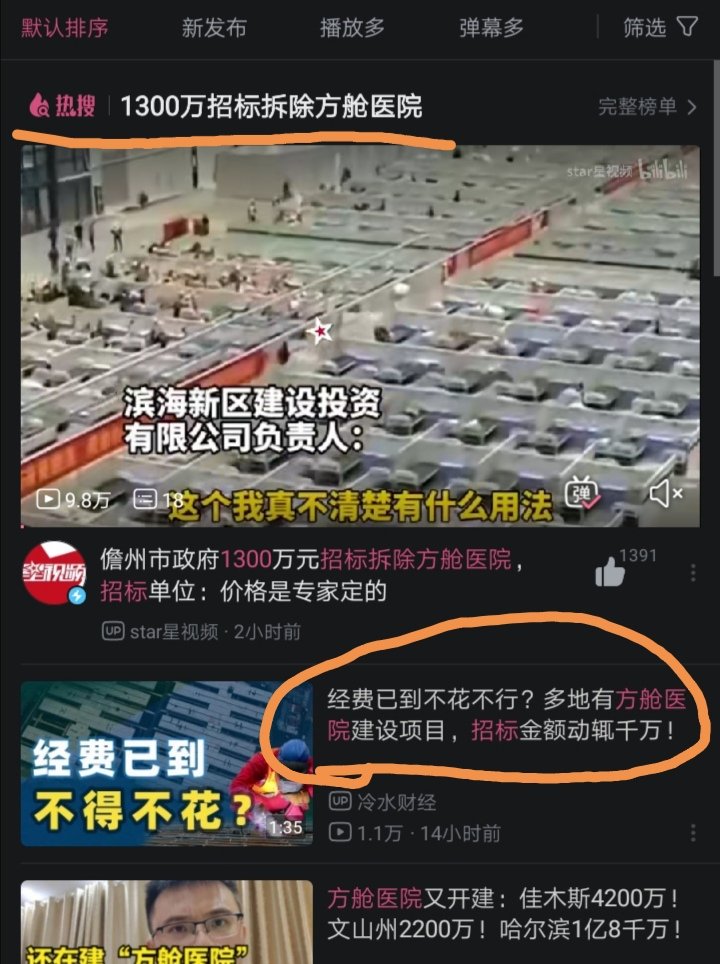 默认排序 新发布 播放多 弹幕多 筛选
热搜 1300万招标拆除方舱医院 完整榜单
star星视频 bilibili
滨海新区建设投资
有限公司负责人：
这个我真不清楚有什么用法
9.8万 18 弹
儋州市政府1300万元招标拆除方舱医院，
招标单位：价格是专家定的
1391
星视频
UP star星视频 · 2小时前
经费已到不花不行？多地有方舱医
院建设项目，招标金额动辄千万！
经费已到
不得不花？
1:35
UP 冷水财经
1.1万 · 14小时前
方舱医院又开建：佳木斯4200万！
文山州2200万！哈尔滨1亿8千万！
还在建“方舱医院”